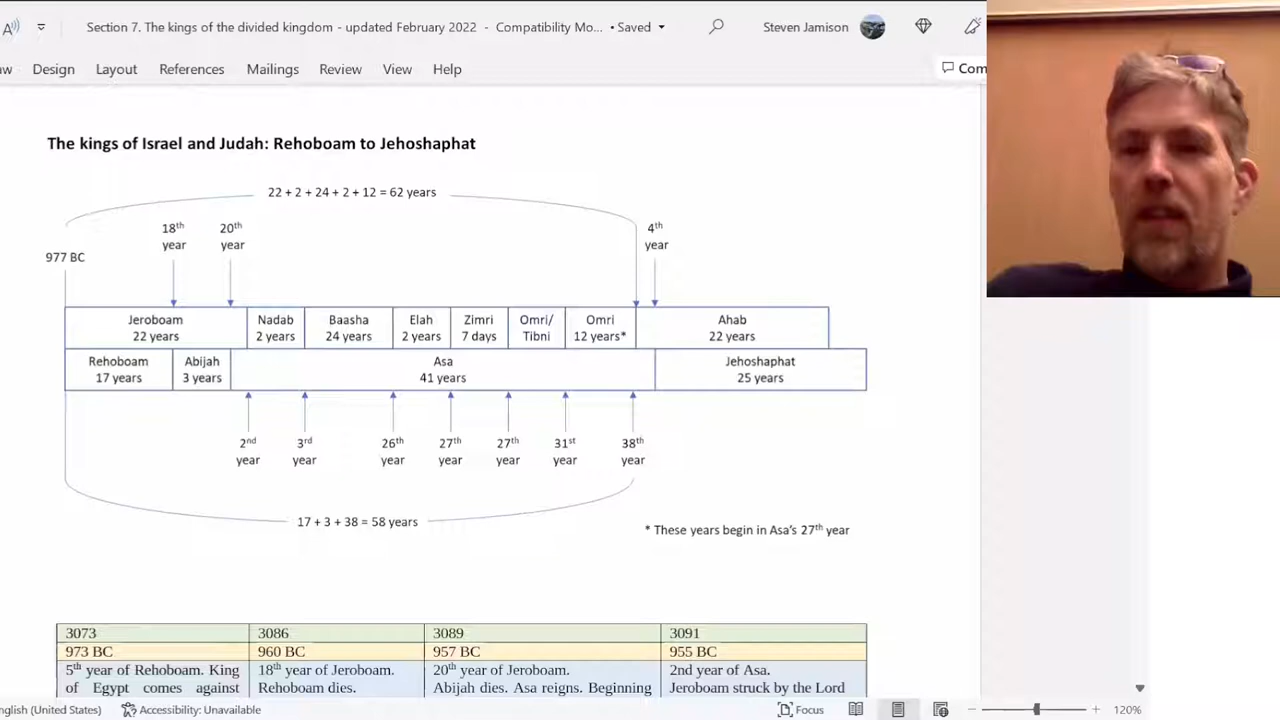 Section 7. The kings of the divided kingdom - updated February 2022 - Compatibility Mo... • Saved
Steven Jamison
Design Layout References Mailings Review View Help
The kings of Israel and Judah: Rehoboam to Jehoshaphat
22 + 2 + 24 + 2 + 12 = 62 years
18th year
20th year
4th year
977 BC
Jeroboam 22 years
Nadab 2 years
Baasha 24 years
Elah 2 years
Zimri 7 days
Omri/ Tibni
Omri 12 years*
Ahab 22 years
Rehoboam 17 years
Abijah 3 years
Asa 41 years
Jehoshaphat 25 years
2nd year
3rd year
26th year
27th year
27th year
31st year
38th year
17 + 3 + 38 = 58 years
* These years begin in Asa's 27th year
3073 3086 3089 3091
973 BC 960 BC 957 BC 955 BC
5th year of Rehoboam. King of Egypt comes against
18th year of Jeroboam. Rehoboam dies.
20th year of Jeroboam. Abijah dies. Asa reigns. Beginning
2nd year of Asa. Jeroboam struck by the Lord
(United States) Accessibility: Unavailable Focus 120%